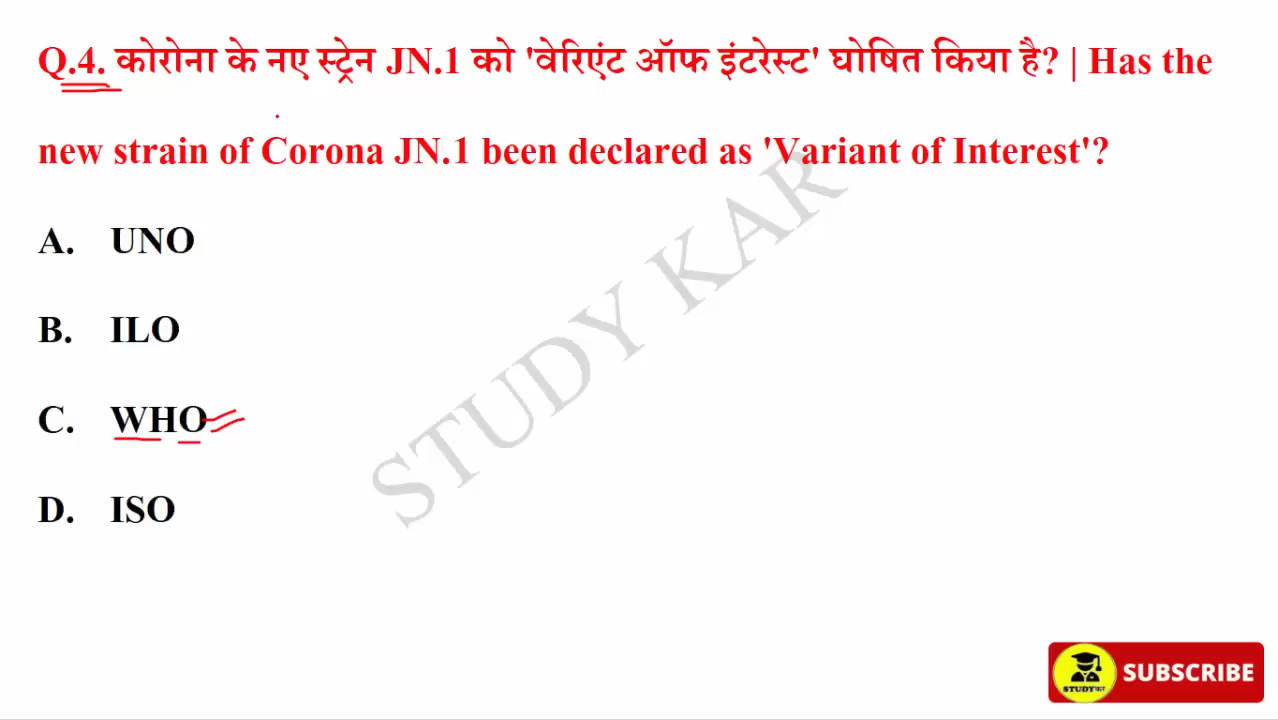 Q.4. कोरोना के नए स्ट्रेन JN.1 को 'वेरिएंट ऑफ इंटरेस्ट' घोषित किया है? | Has the
new strain of Corona JN.1 been declared as 'Variant of Interest'?
A. UNO
B. ILO
C. WHO
D. ISO
STUDY KAR
STUDYकर
SUBSCRIBE